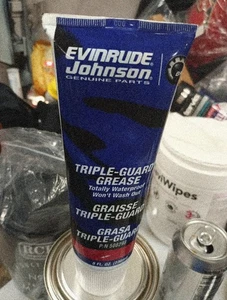 EVINRUDE
Johnson
GENUINE PARTS
TRIPLE-GUARD
GREASE
Totally Waterproof
Won't Wash Out!
GRAISSE
TRIPLE-GUARD
GRASA
TRIPLE-GUARD
Wipes